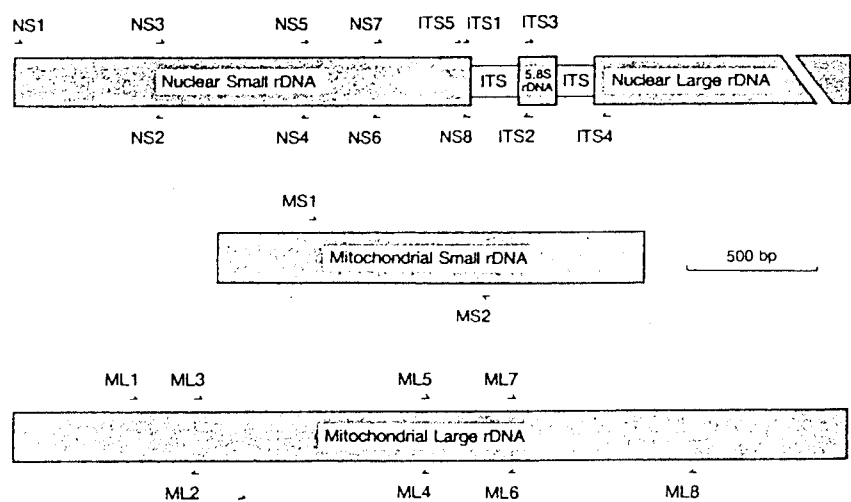 NS1 NS3 NS5 NS7 ITS5 ITS1 ITS3
Nuclear Small rDNA ITS 5.8S rDNA ITS Nuclear Large rDNA
NS2 NS4 NS6 NS8 ITS2 ITS4
MS1
Mitochondrial Small rDNA
500 bp
MS2
ML1 ML3 ML5 ML7
Mitochondrial Large rDNA
ML2 ML4 ML6 ML8